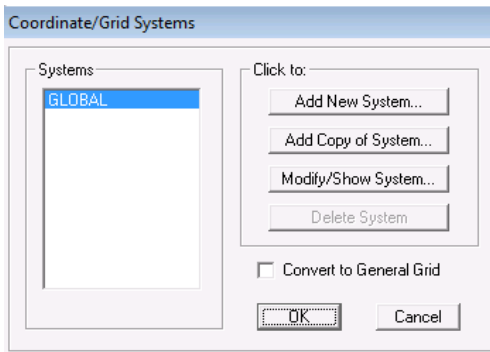 Coordinate/Grid Systems
Systems
GLOBAL
Click to:
Add New System...
Add Copy of System...
Modify/Show System...
Delete System
Convert to General Grid
OK
Cancel